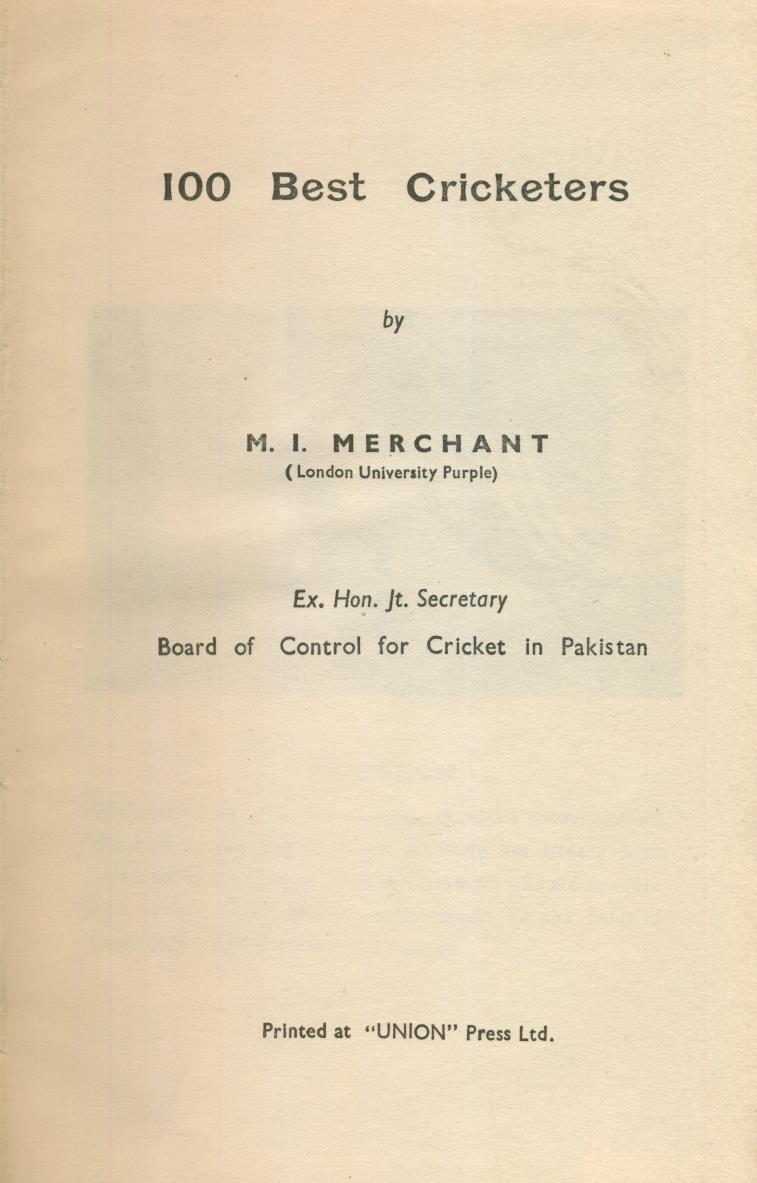 100 Best Cricketers
by
M. I. MERCHANT
( London University Purple)
Ex. Hon. Jt. Secretary
Board of Control for Cricket in Pakistan
Printed at "UNION" Press Ltd.